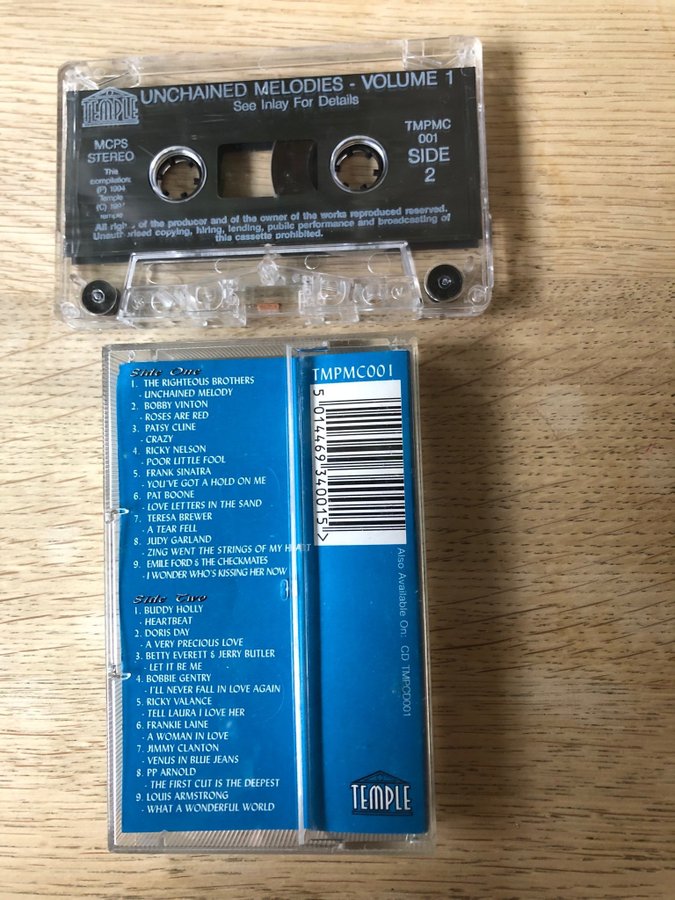 UNCHAINED MELODIES - VOLUME 1
See Inlay For Details
TEMPLE
MCPS
STEREO
This
compilation:
(P) 1994
Temple
(C)
Temple
TMPMC
001
SIDE
2
All rights of the producer and of the owner of the works reproduced reserved.
Unauthorised copying, hiring, lending, public performance and broadcasting of
this cassette prohibited.
Side One
1. THE RIGHTEOUS BROTHERS
- UNCHAINED MELODY
2. BOBBY VINTON
- ROSES ARE RED
3. PATSY CLINE
- CRAZY
4. RICKY NELSON
- POOR LITTLE FOOL
5. FRANK SINATRA
- YOU'VE GOT A HOLD ON ME
6. PAT BOONE
- LOVE LETTERS IN THE SAND
7. TERESA BREWER
- A TEAR FELL
8. JUDY GARLAND
- ZING WENT THE STRINGS OF MY HEART
9. EMILE FORD & THE CHECKMATES
- I WONDER WHO'S KISSING HER NOW
Side Two
1. BUDDY HOLLY
- HEARTBEAT
2. DORIS DAY
- A VERY PRECIOUS LOVE
3. BETTY EVERETT & JERRY BUTLER
- LET IT BE ME
4. BOBBIE GENTRY
- I'LL NEVER FALL IN LOVE AGAIN
5. RICKY VALANCE
- TELL LAURA I LOVE HER
6. FRANKIE LAINE
- A WOMAN IN LOVE
7. JIMMY CLANTON
- VENUS IN BLUE JEANS
8. PP ARNOLD
- THE FIRST CUT IS THE DEEPEST
9. LOUIS ARMSTRONG
- WHAT A WONDERFUL WORLD
TMPMC001
5 014469 340015 >
Also Available On: CD TMPCD001
TEMPLE